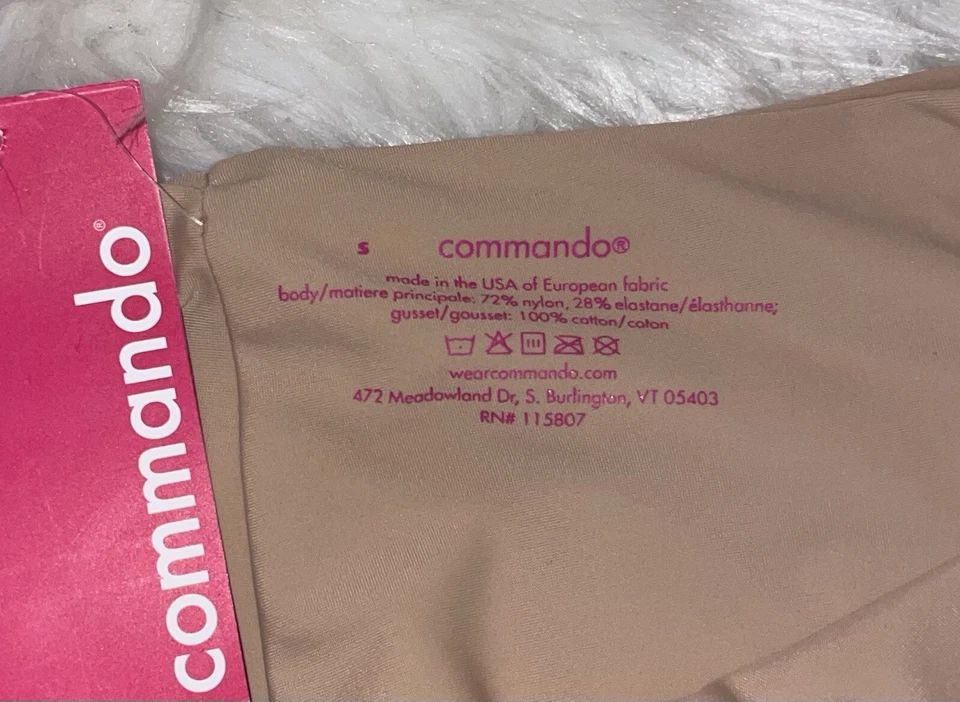 commando®
s commando®
made in the USA of European fabric
body/matiere principale: 72% nylon, 28% elastane/élasthanne;
gusset/gousset: 100% cotton/coton
wearcommando.com
472 Meadowland Dr, S. Burlington, VT 05403
RN# 115807